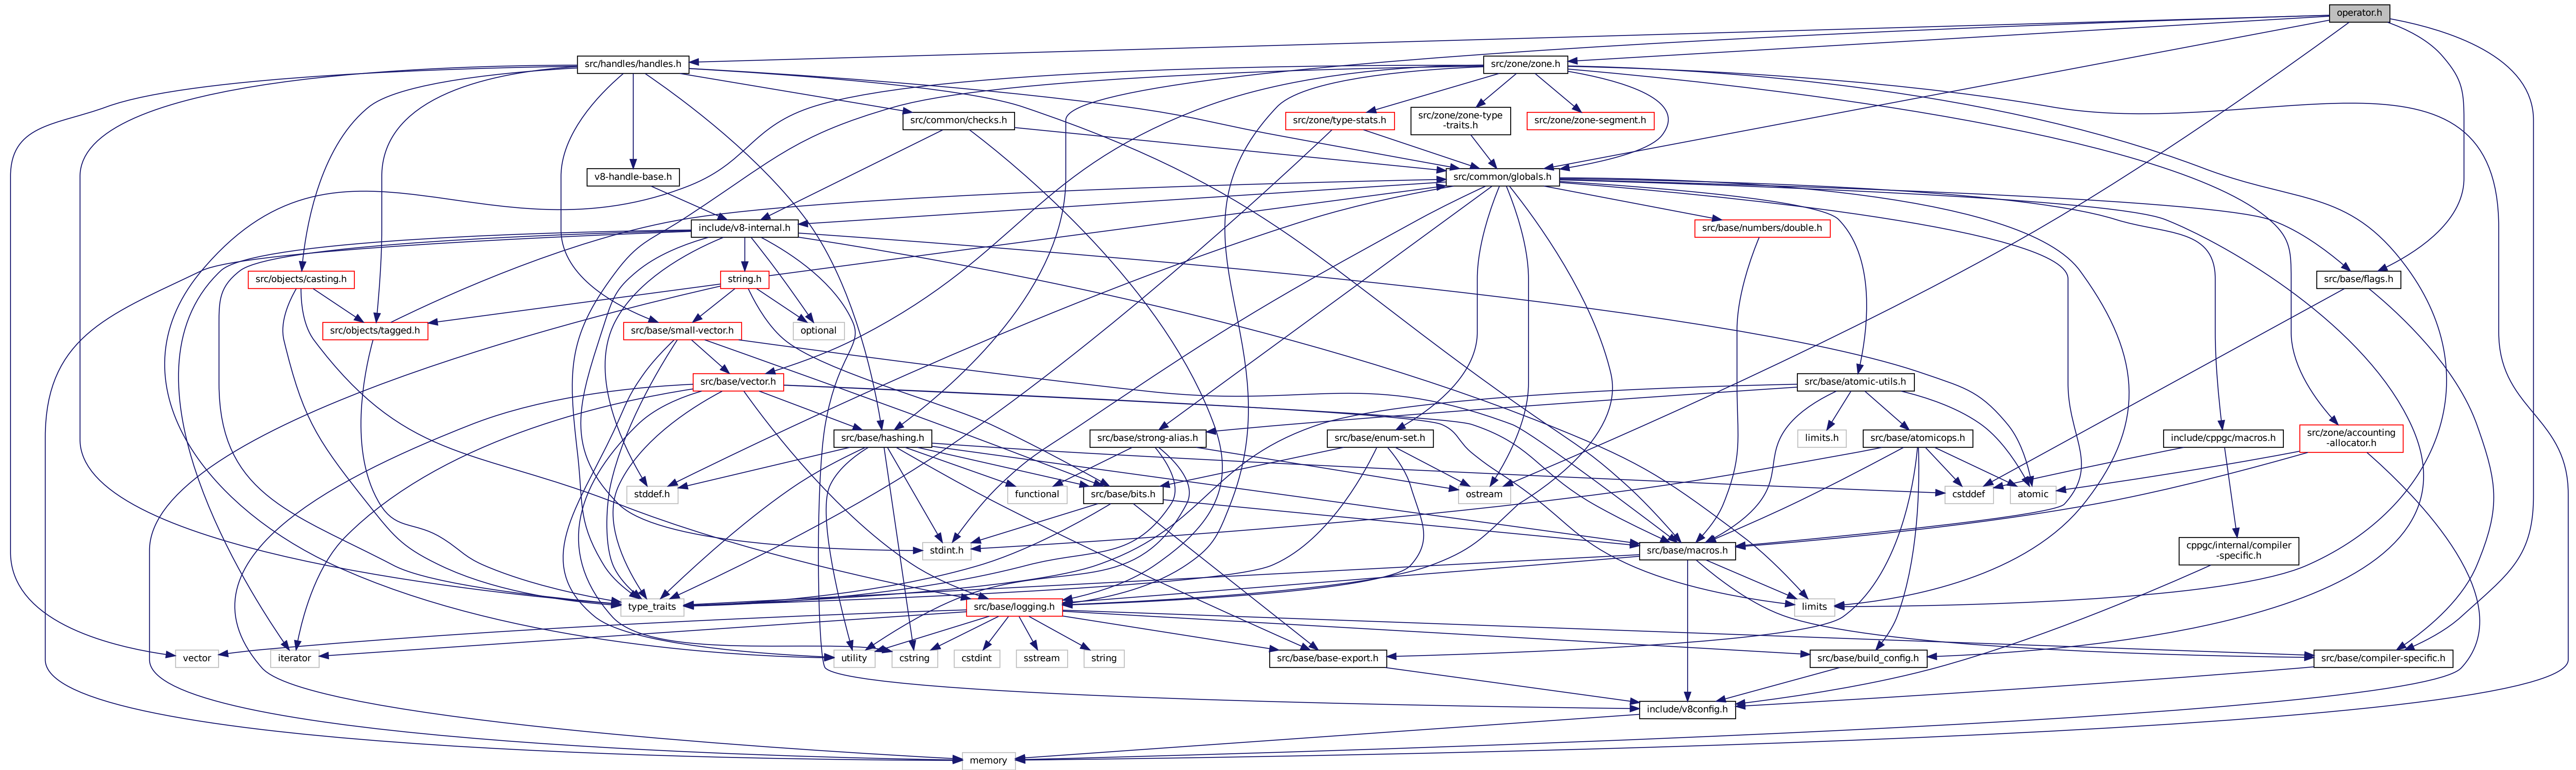 operator.h
src/handles/handles.h
src/zone/zone.h
src/common/checks.h
src/zone/type-stats.h
src/zone/zone-type
-traits.h
src/zone/zone-segment.h
v8-handle-base.h
src/common/globals.h
include/v8-internal.h
src/base/numbers/double.h
src/objects/casting.h
string.h
src/base/flags.h
src/objects/tagged.h
src/base/small-vector.h
optional
src/base/vector.h
src/base/atomic-utils.h
src/base/hashing.h
src/base/strong-alias.h
src/base/enum-set.h
limits.h
src/base/atomicops.h
include/cppgc/macros.h
src/zone/accounting
-allocator.h
stddef.h
functional
src/base/bits.h
ostream
cstddef
atomic
stdint.h
src/base/macros.h
cppgc/internal/compiler
-specific.h
type_traits
src/base/logging.h
limits
vector
iterator
utility
cstring
cstdint
sstream
string
src/base/base-export.h
src/base/build_config.h
src/base/compiler-specific.h
include/v8config.h
memory